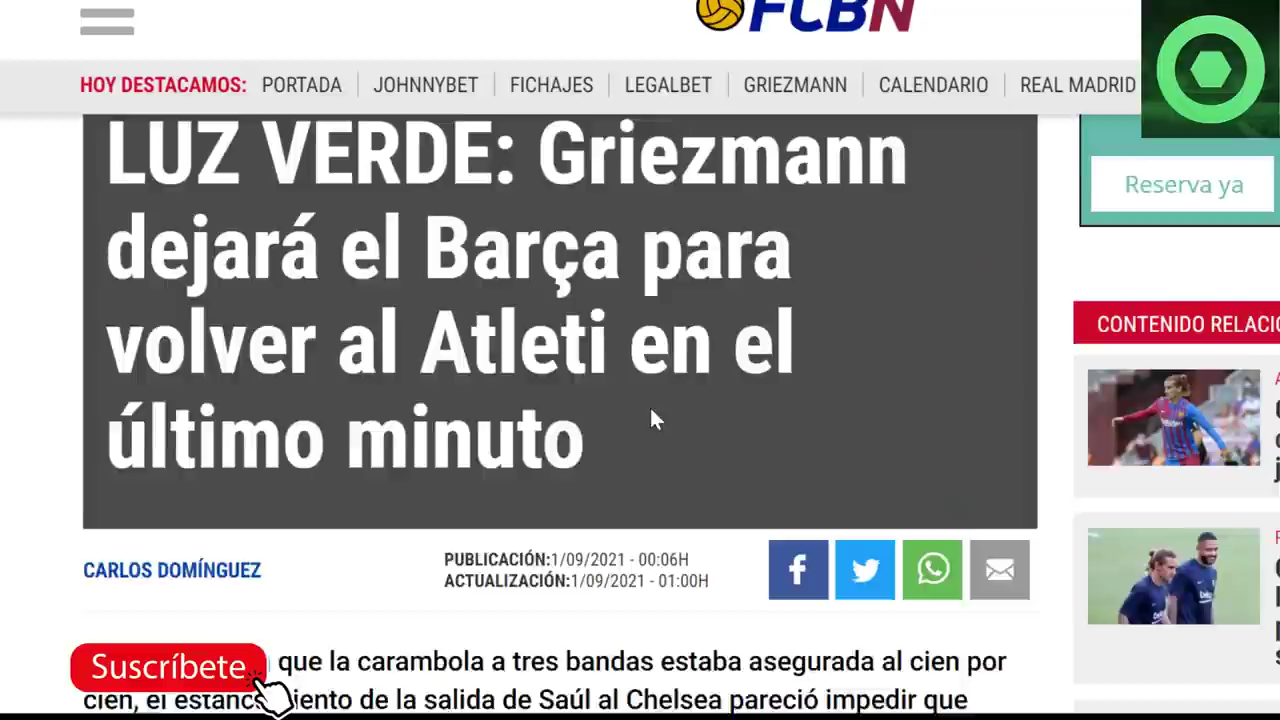 FCBN
HOY DESTACAMOS: PORTADA JOHNNYBET FICHAJES LEGALBET GRIEZMANN CALENDARIO REAL MADRID
LUZ VERDE: Griezmann
dejará el Barça para
volver al Atleti en el
último minuto
Reserva ya
CONTENIDO RELACIO
CARLOS DOMÍNGUEZ
PUBLICACIÓN:1/09/2021 - 00:06H
ACTUALIZACIÓN:1/09/2021 - 01:00H
Suscríbete
que la carambola a tres bandas estaba asegurada al cien por
cien, el de la salida de Saúl al Chelsea pareció impedir que